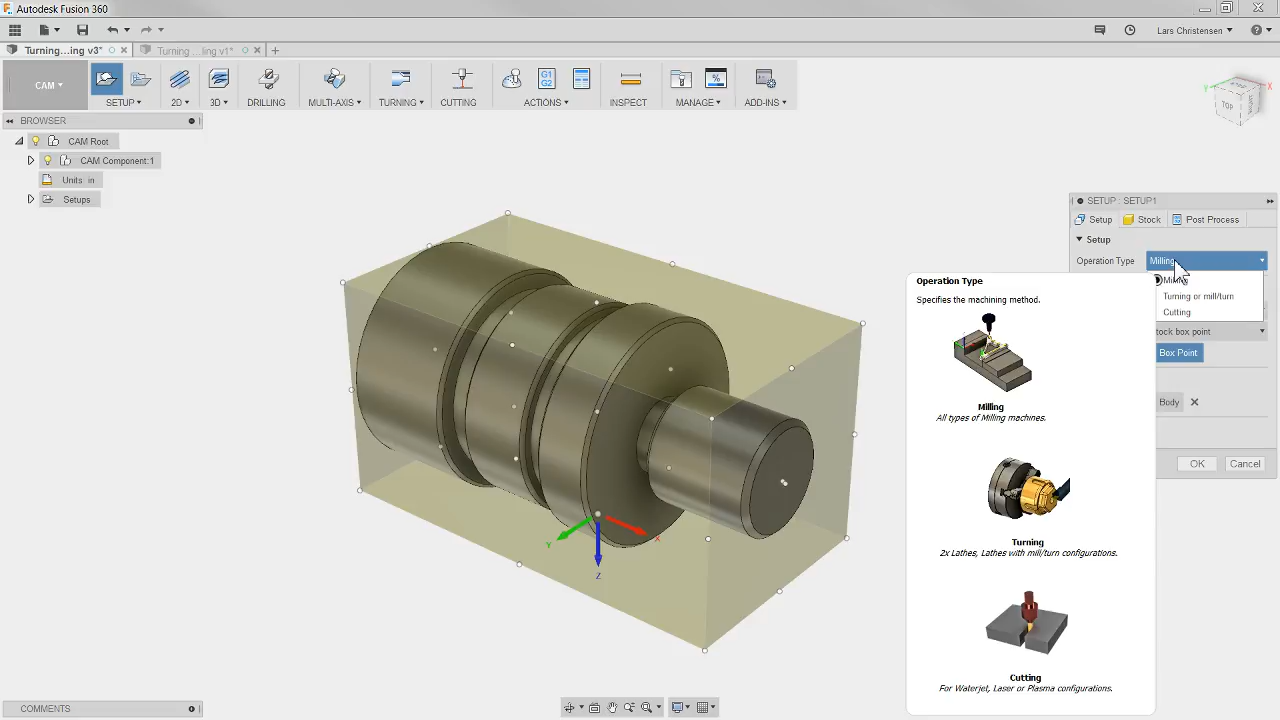 Autodesk Fusion 360
Lars Christensen
Turning...ing v3*
Turning ...ling v1*
CAM
SETUP
2D
3D
DRILLING
MULTI-AXIS
TURNING
CUTTING
G1
G2
ACTIONS
INSPECT
MANAGE
ADD-INS
TOP
Y
X
BROWSER
CAM Root
CAM Component:1
Units: in
Setups
SETUP : SETUP1
Setup
Stock
Post Process
Setup
Operation Type
Milling
Turning or mill/turn
Cutting
tock box point
Box Point
Body
OK
Cancel
Operation Type
Specifies the machining method.
Milling
All types of Milling machines.
Turning
2x Lathes, Lathes with mill/turn configurations.
Cutting
For Waterjet, Laser or Plasma configurations.
X
Y
Z
COMMENTS